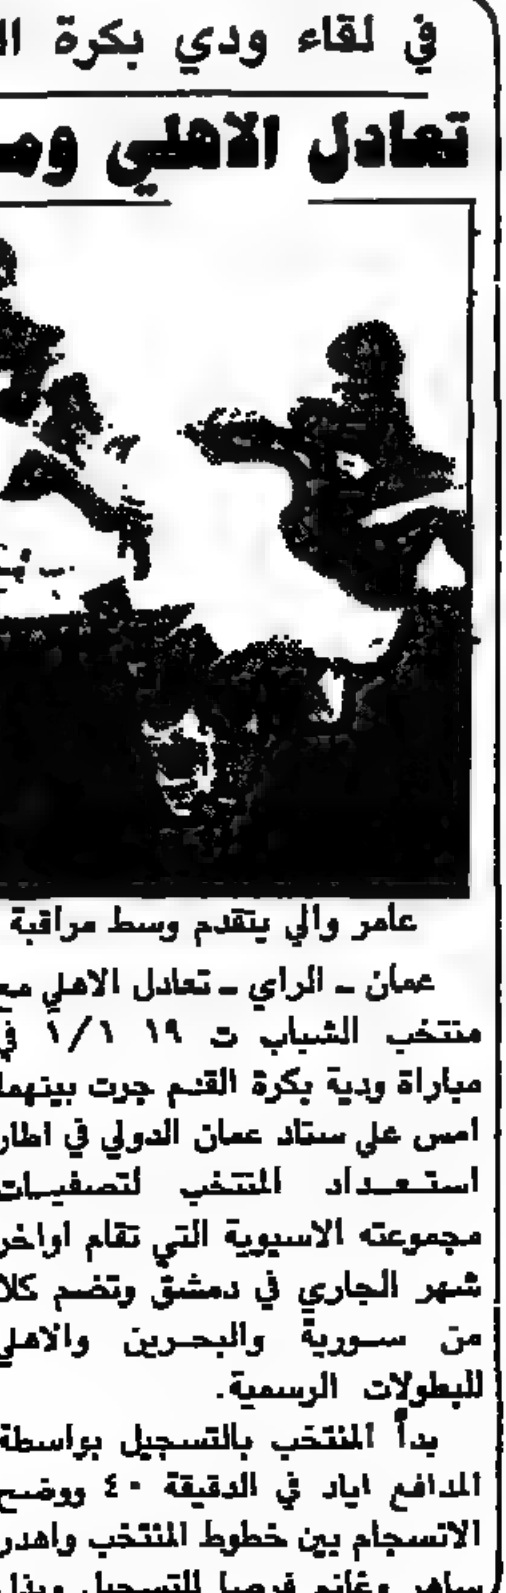 في لقاء ودي بكرة
تعادل الاهلي
عامر والي يتقدم وسط مراقبة
عمان ـ الراي ـ تعادل الاهلي مع
منتخب الشباب ت ١٩ ١/١ في
مباراة ودية بكرة القدم جرت بينهما
امس على ستاد عمان الدولي في اطار
استعداد المنتخب لتصفيات
مجموعته الاسيوية التي تقام اواخر
شهر الجاري في دمشق وتضم كلا
من سورية والبحرين والاهلي
للبطولات الرسمية.
بدأ المنتخب بالتسجيل بواسطة
المدافع اياد في الدقيقة ٤٠ ووضح
الانسجام بين خطوط المنتخب واهدر
وغانم فرصا للتسجيل